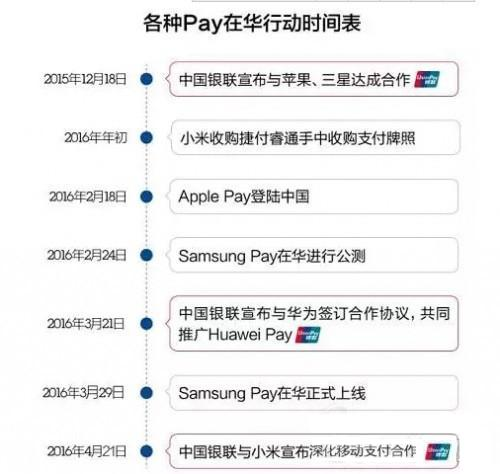 各种Pay在华行动时间表
2015年12月18日
中国银联宣布与苹果、三星达成合作
2016年年初
小米收购捷付睿通手中收购支付牌照
2016年2月18日
Apple Pay登陆中国
2016年2月24日
Samsung Pay在华进行公测
2016年3月21日
中国银联宣布与华为签订合作协议，共同
推广Huawei Pay
2016年3月29日
Samsung Pay在华正式上线
2016年4月21日
中国银联与小米宣布深化移动支付合作